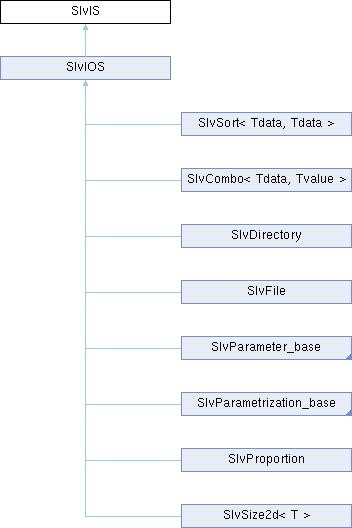 SlvIS
SlvIOS
SlvSort< Tdata, Tdata >
SlvCombo< Tdata, Tvalue >
SlvDirectory
SlvFile
SlvParameter_base
SlvParametrization_base
SlvProportion
SlvSize2d< T >